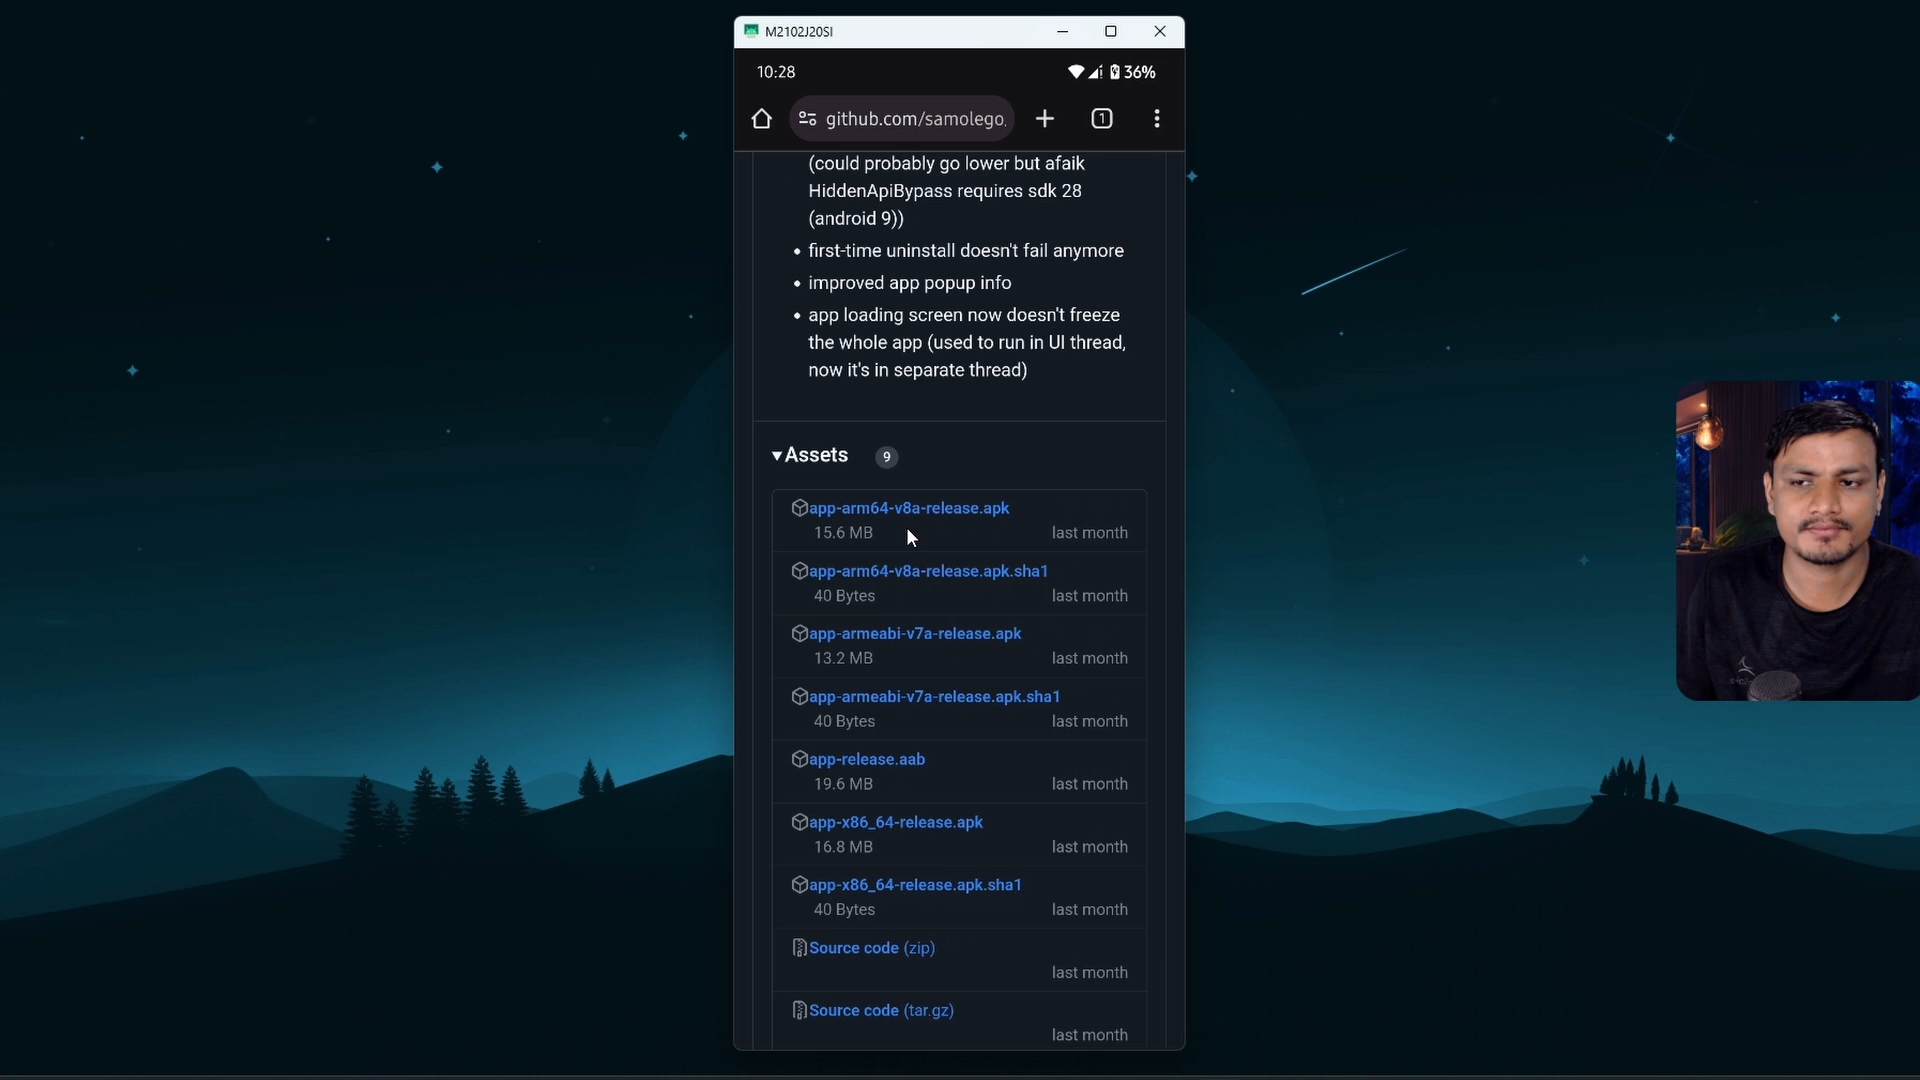 M2102J20SI
10:28
36%
github.com/samolego
1
(could probably go lower but afaik
HiddenApiBypass requires sdk 28
(android 9))
• first-time uninstall doesn't fail anymore
• improved app popup info
• app loading screen now doesn't freeze
the whole app (used to run in UI thread,
now it's in separate thread)
Assets 9
app-arm64-v8a-release.apk
15.6 MB last month
app-arm64-v8a-release.apk.sha1
40 Bytes last month
app-armeabi-v7a-release.apk
13.2 MB last month
app-armeabi-v7a-release.apk.sha1
40 Bytes last month
app-release.aab
19.6 MB last month
app-x86_64-release.apk
16.8 MB last month
app-x86_64-release.apk.sha1
40 Bytes last month
Source code (zip)
last month
Source code (tar.gz)
last month